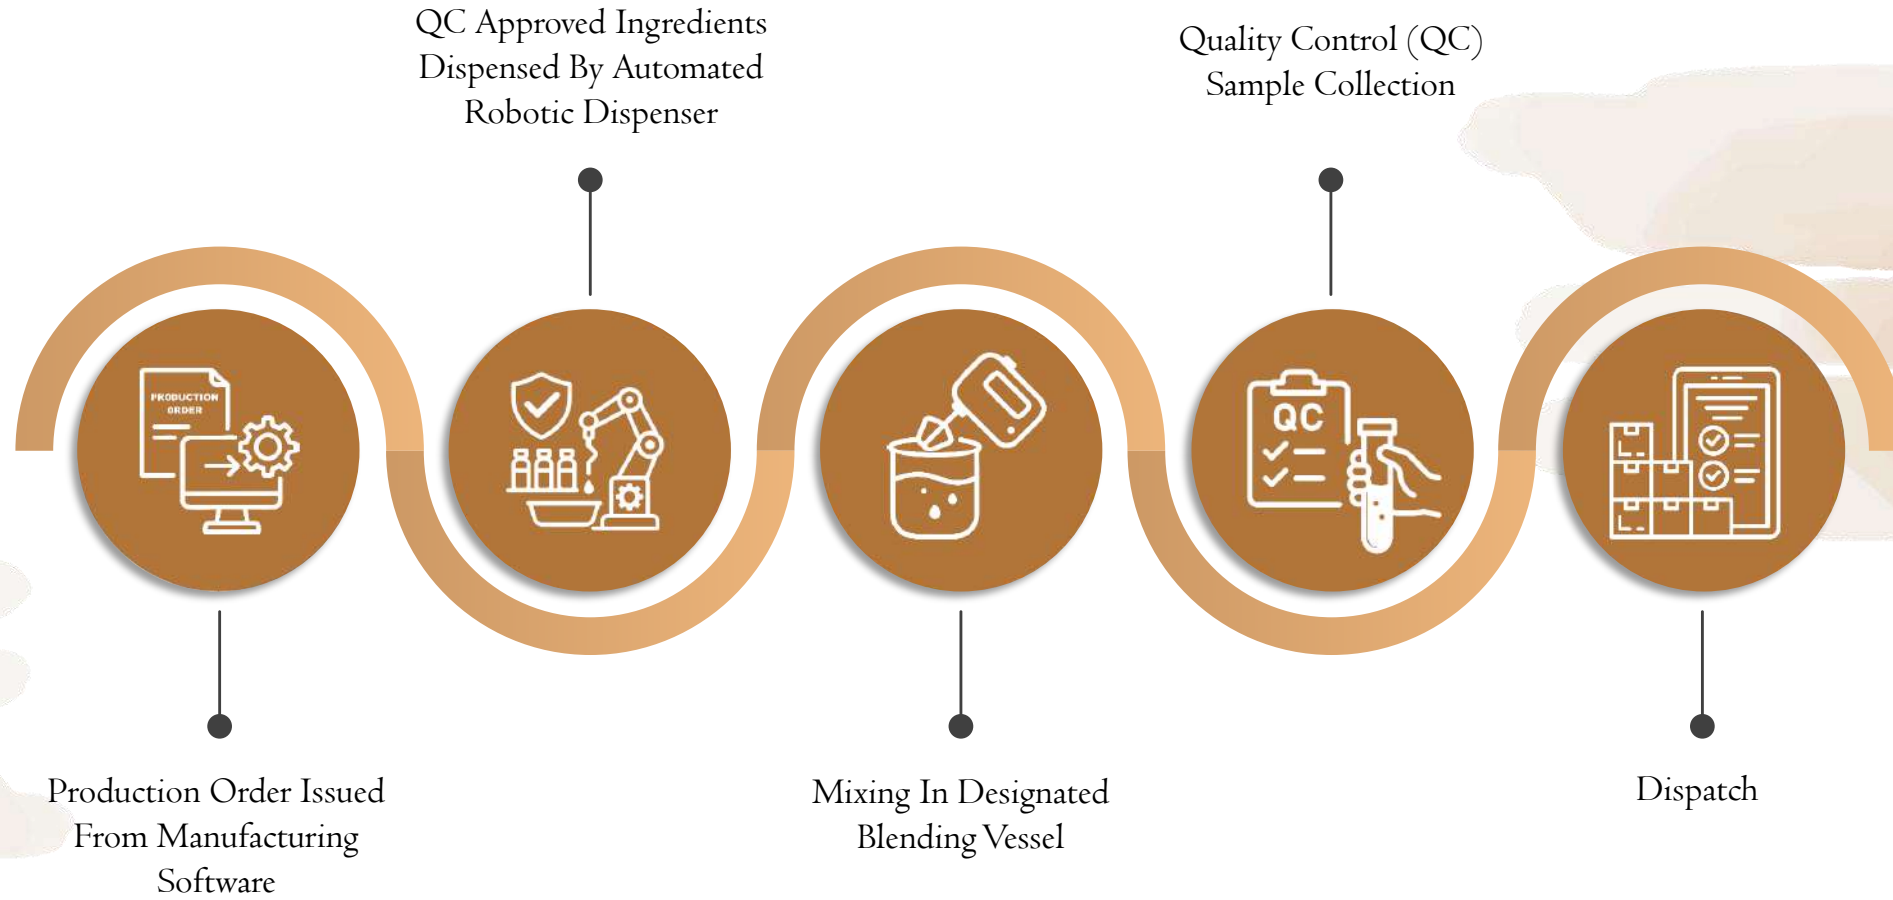 QC Approved Ingredients
Dispensed By Automated
Robotic Dispenser
Quality Control (QC)
Sample Collection
PRODUCTION
ORDER
QC
Production Order Issued
From Manufacturing
Software
Mixing In Designated
Blending Vessel
Dispatch